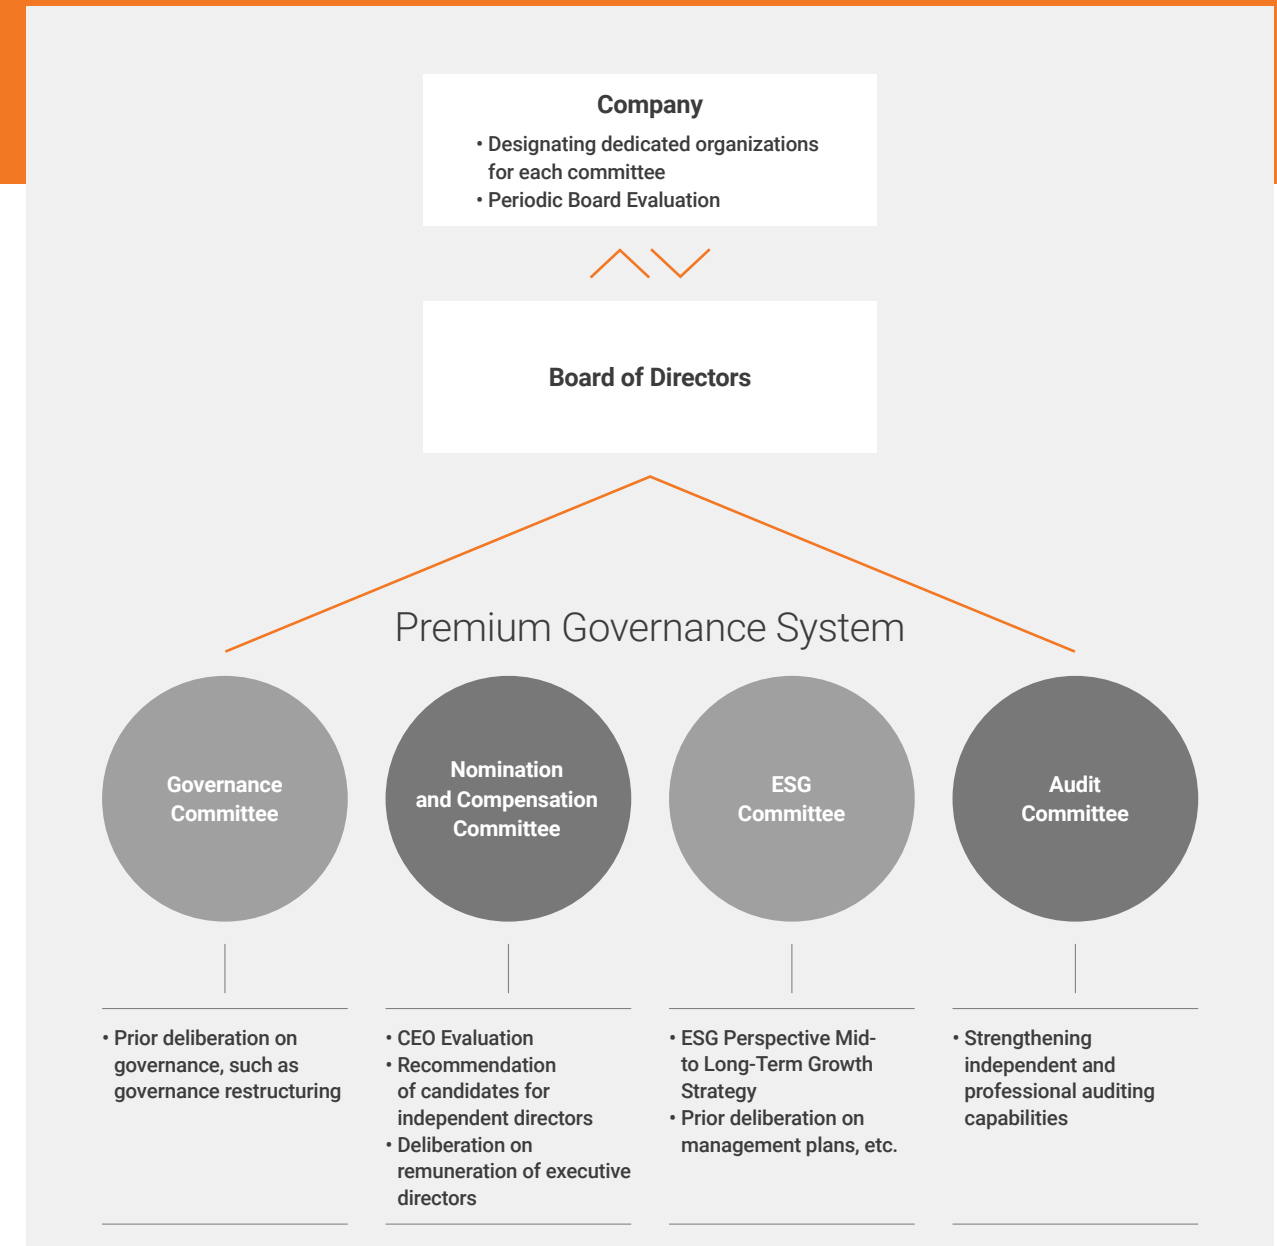 Company
• Designating dedicated organizations
for each committee
• Periodic Board Evaluation
Board of Directors
Premium Governance System
Governance
Committee
Nomination
and Compensation
Committee
ESG
Committee
Audit
Committee
• Prior deliberation on
governance, such as
governance restructuring
• CEO Evaluation
• Recommendation
of candidates for
independent directors
• Deliberation on
remuneration of executive
directors
• ESG Perspective Mid-
to Long-Term Growth
Strategy
• Prior deliberation on
management plans, etc.
• Strengthening
independent and
professional auditing
capabilities